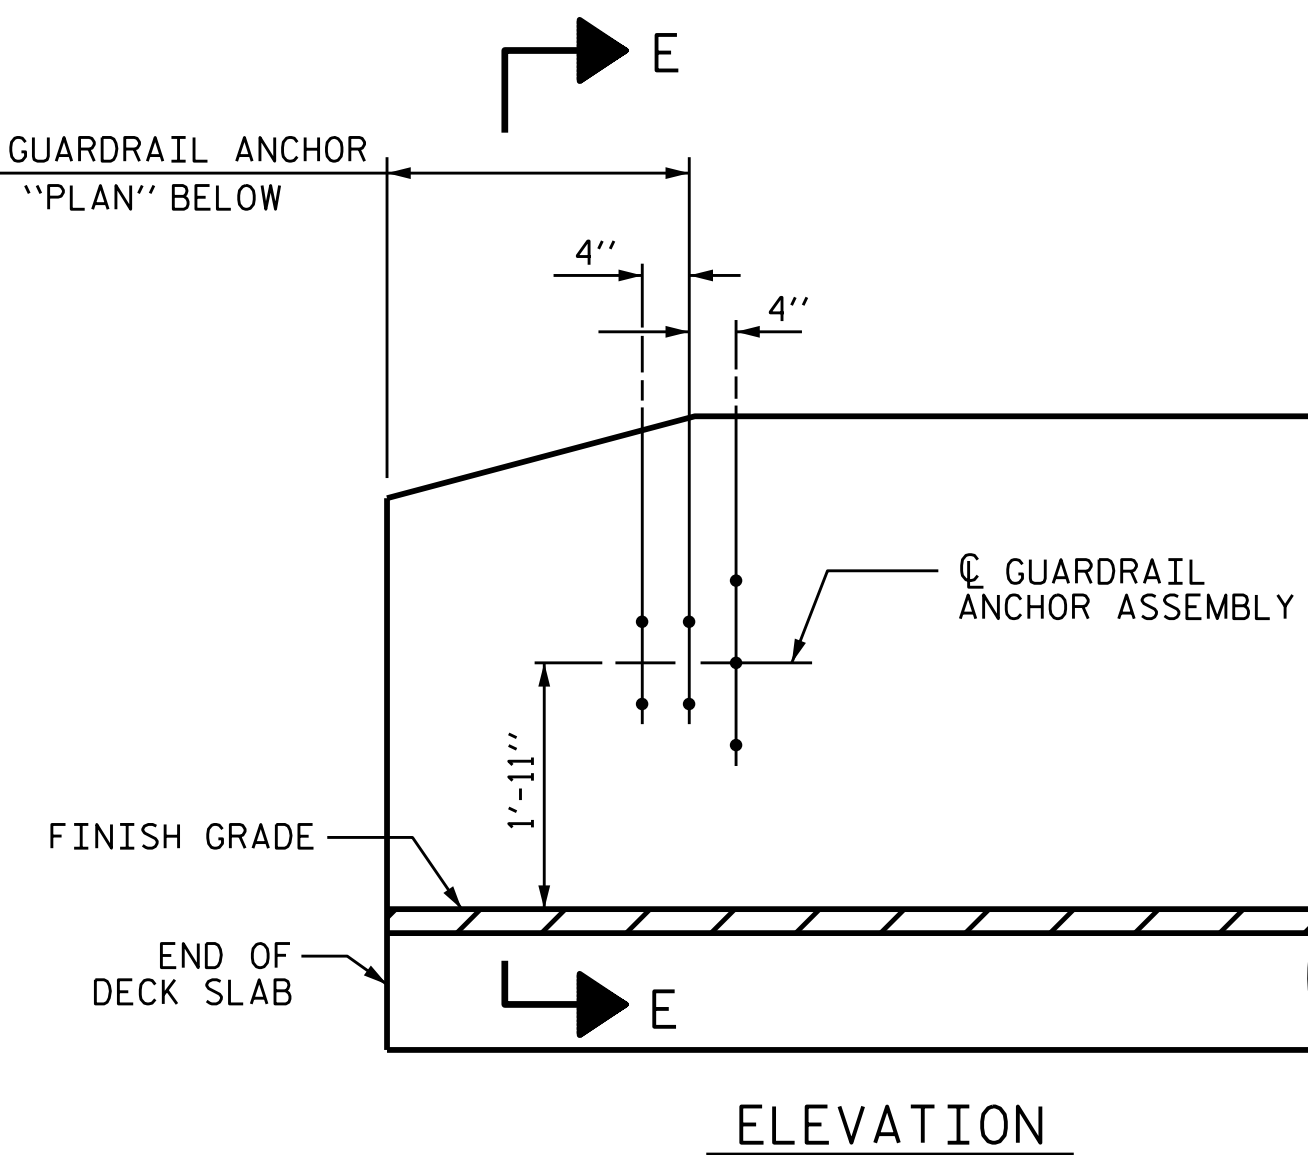 E
GUARDRAIL ANCHOR
"PLAN" BELOW
4"
4"
℄ GUARDRAIL
ANCHOR ASSEMBLY
1'-11"
FINISH GRADE
END OF
DECK SLAB
E
ELEVATION